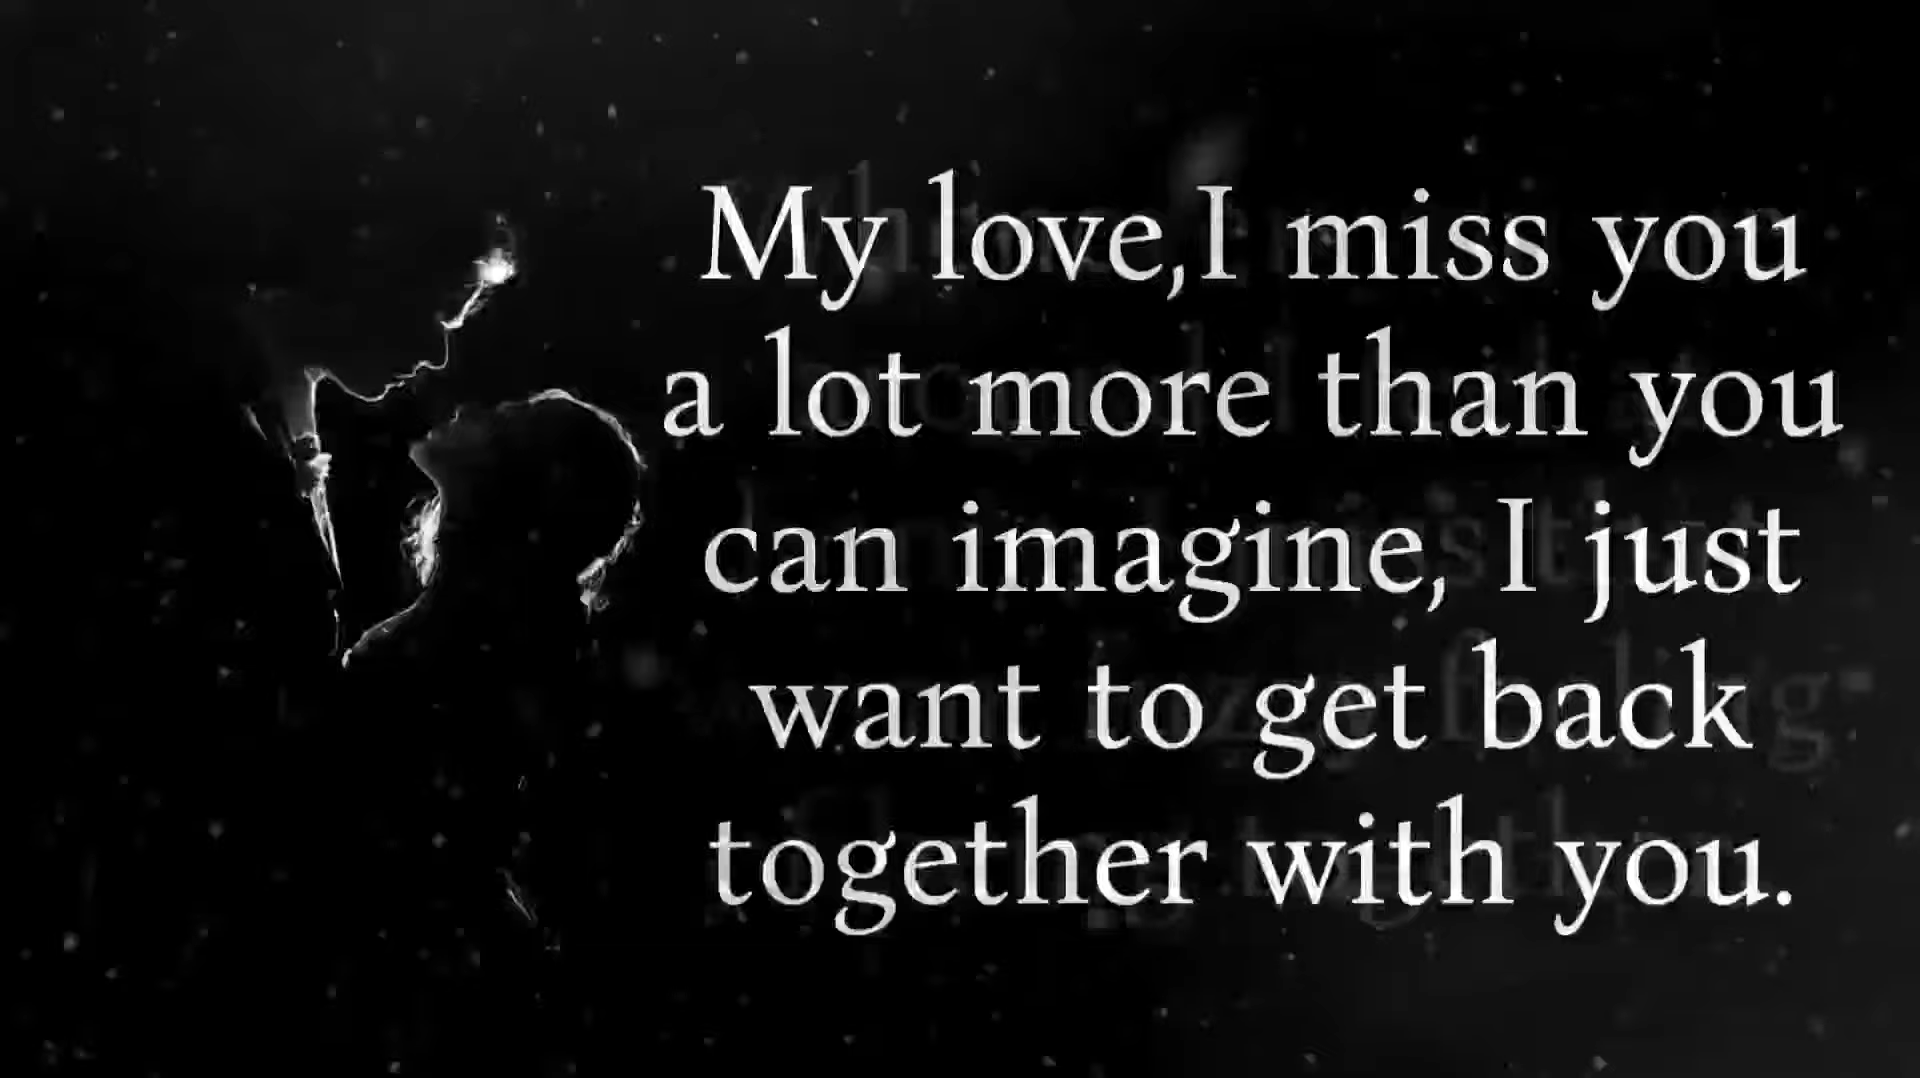 My love,I miss you
a lot more than you
can imagine, I just
want to get back
together with you.